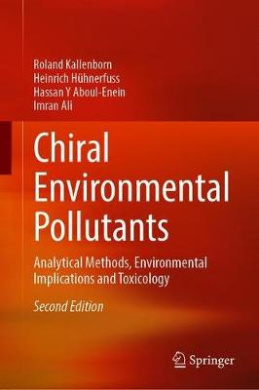 Roland Kallenborn
Heinrich Hühnerfuss
Hassan Y Aboul-Enein
Imran Ali
Chiral
Environmental
Pollutants
Analytical Methods, Environmental
Implications and Toxicology
Second Edition
Springer